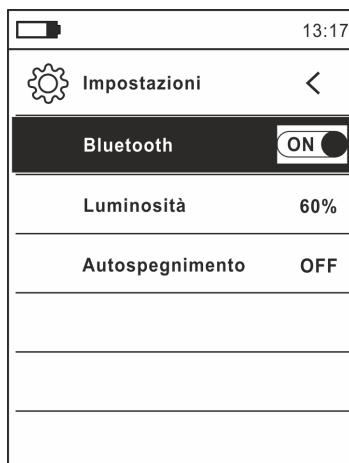 13:17
Impostazioni <
Bluetooth ON
Luminosità 60%
Autospegnimento OFF